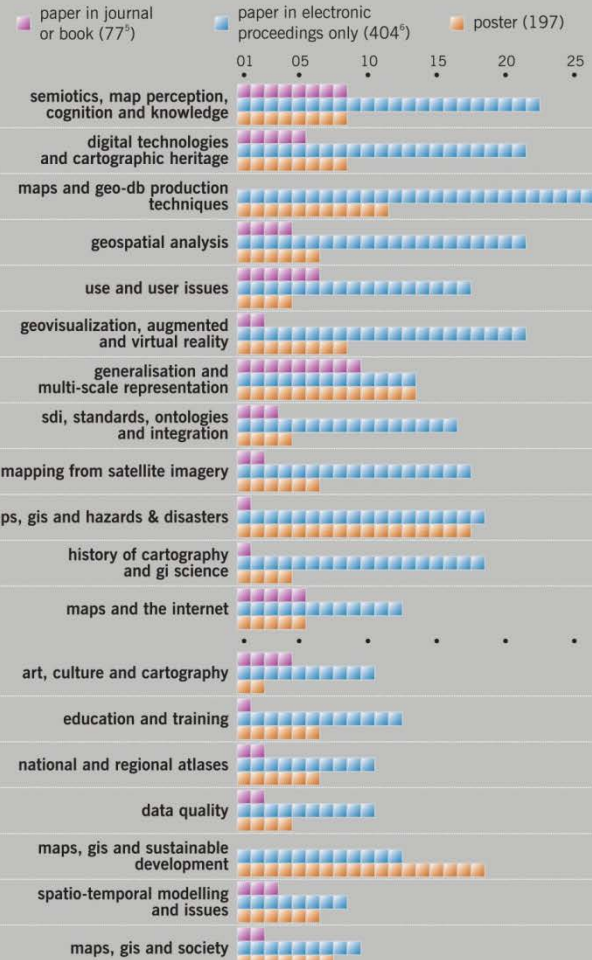 paper in journal
or book (77⁵)
paper in electronic
proceedings only (404⁶)
poster (197)
01 05 10 15 20 25
semiotics, map perception,
cognition and knowledge
digital technologies
and cartographic heritage
maps and geo-db production
techniques
geospatial analysis
use and user issues
geovisualization, augmented
and virtual reality
generalisation and
multi-scale representation
sdi, standards, ontologies
and integration
mapping from satellite imagery
ps, gis and hazards & disasters
history of cartography
and gi science
maps and the internet
art, culture and cartography
education and training
national and regional atlases
data quality
maps, gis and sustainable
development
spatio-temporal modelling
and issues
maps, gis and society